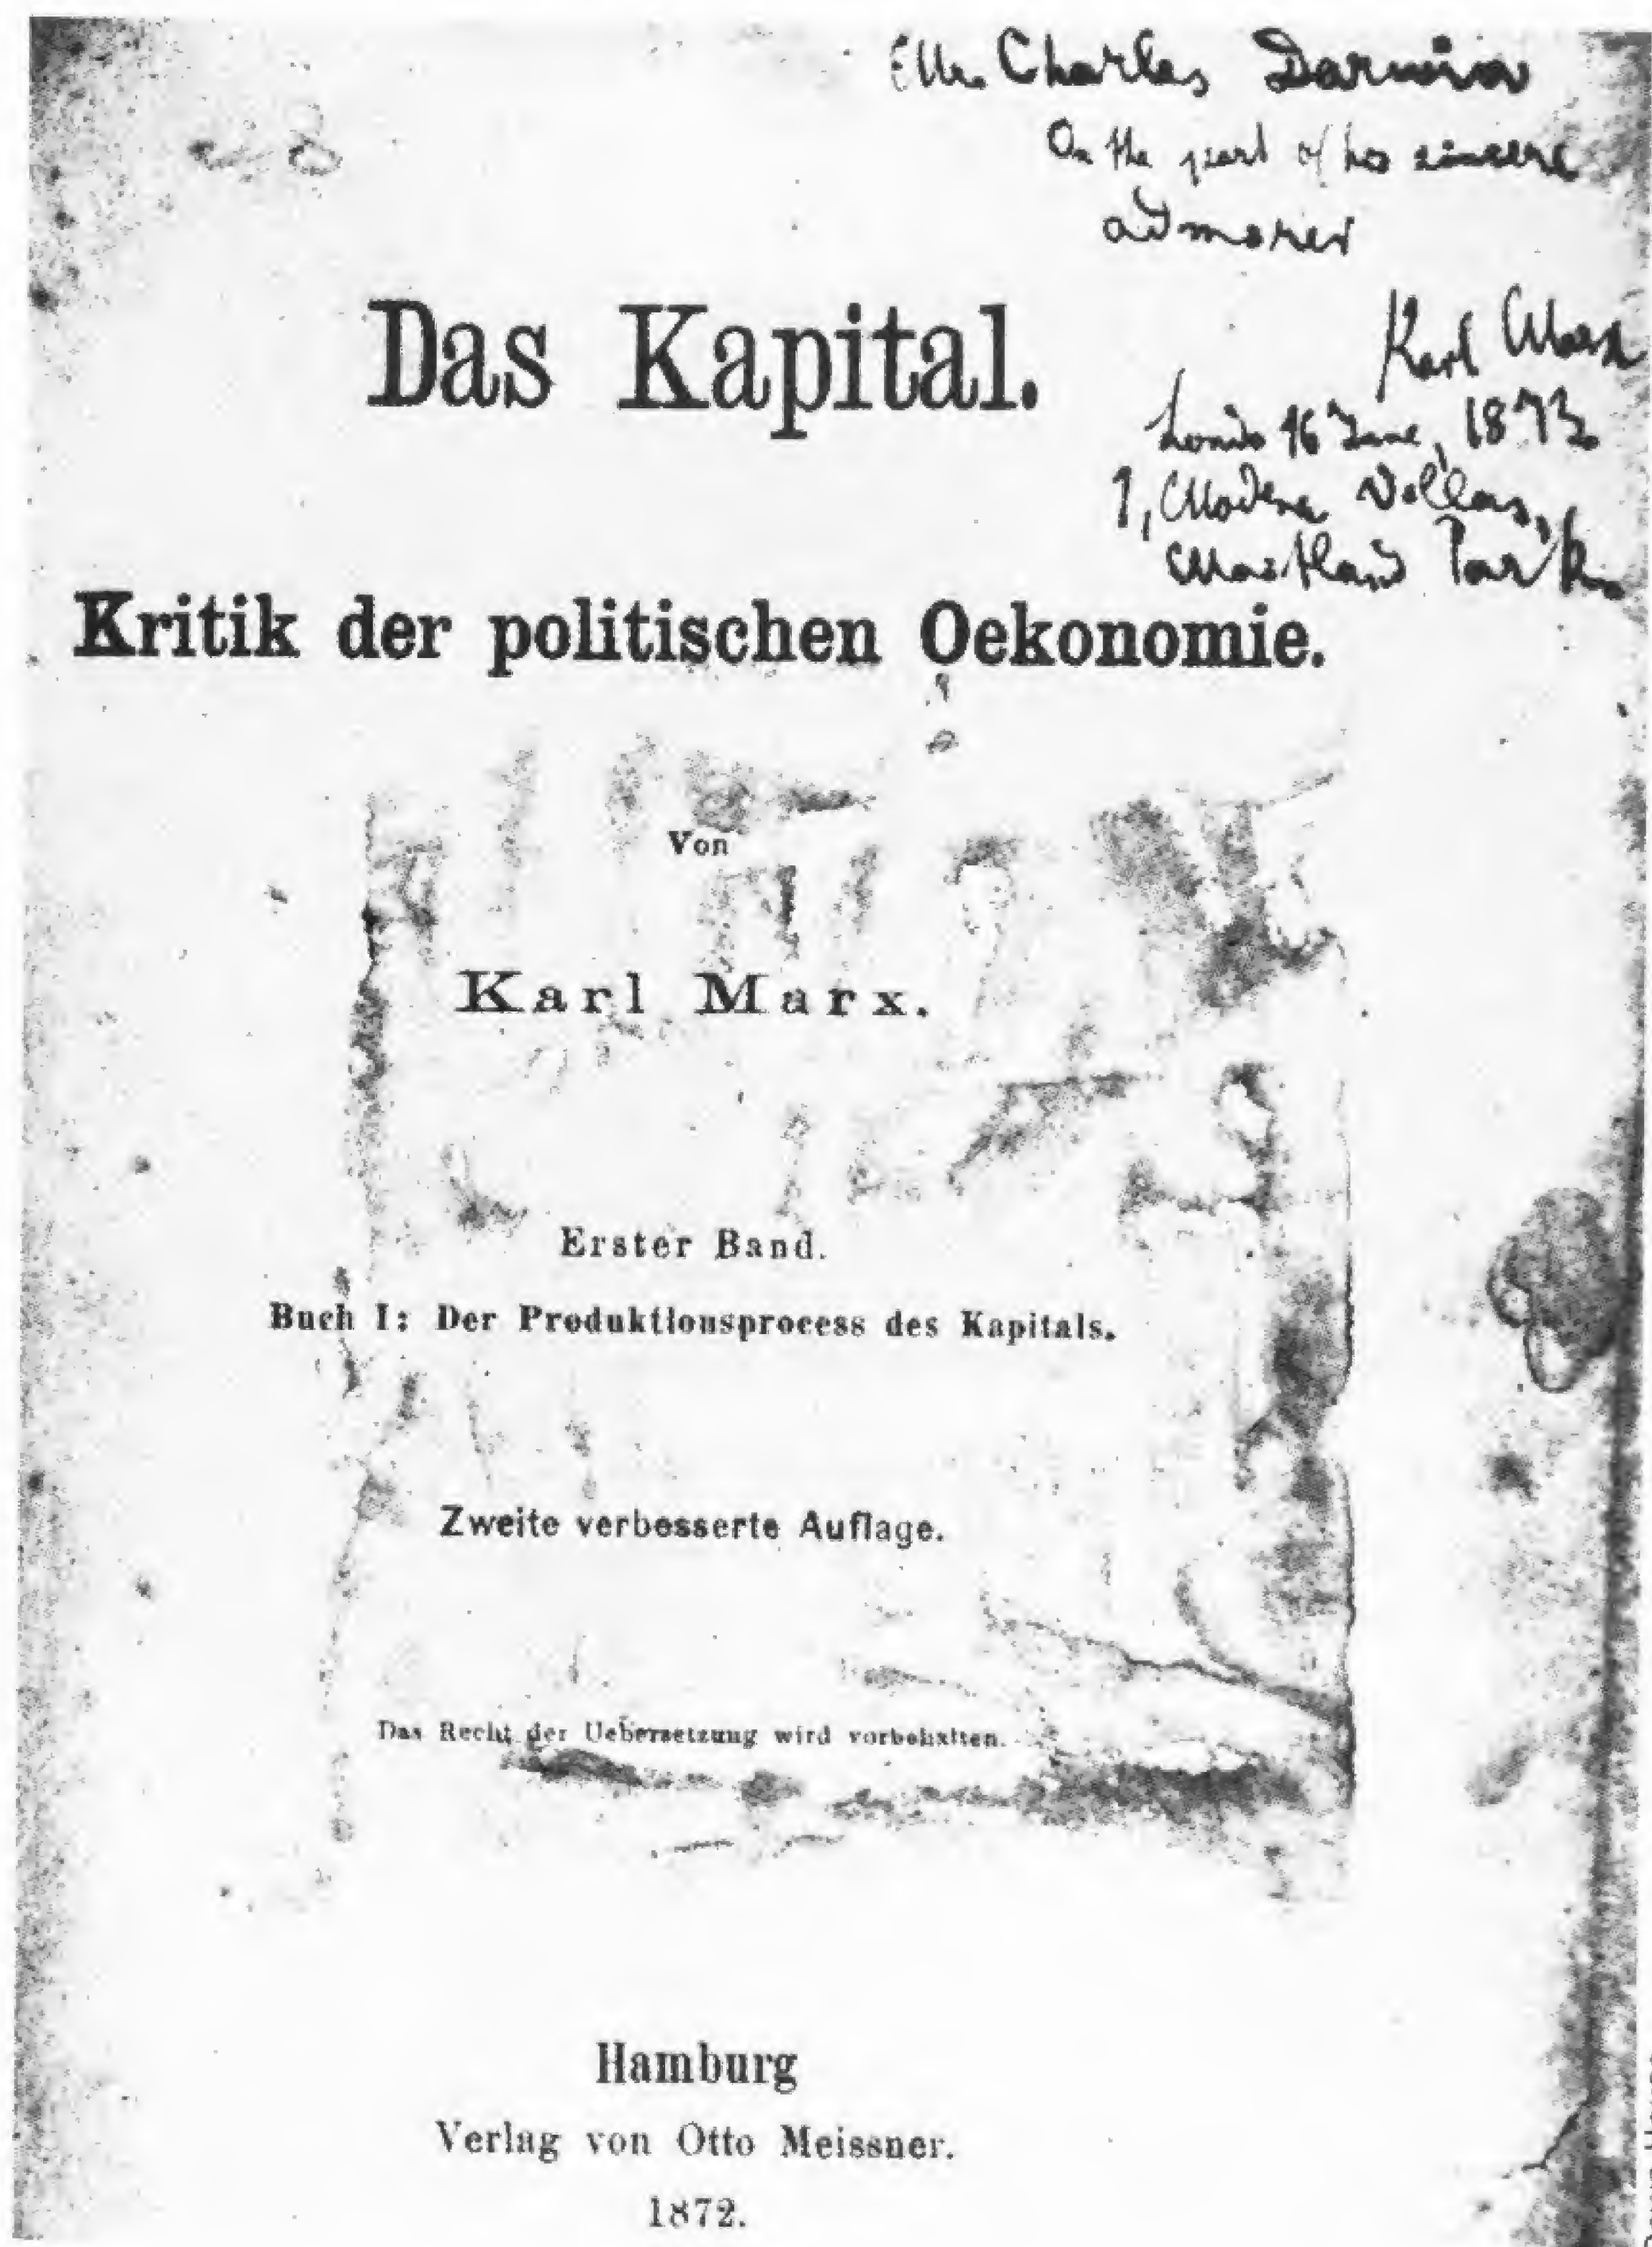 Mr. Charles Darwin
On the part of his sincere
admirer
Karl Marx
London 16 June, 1873
1, Modena Villas,
Maitland Park
Das Kapital.
Kritik der politischen Oekonomie.
Von
Karl Marx.
Erster Band.
Buch I: Der Produktionsprocess des Kapitals.
Zweite verbesserte Auflage.
Das Recht der Uebersetzung wird vorbehalten.
Hamburg
Verlag von Otto Meissner.
1872.